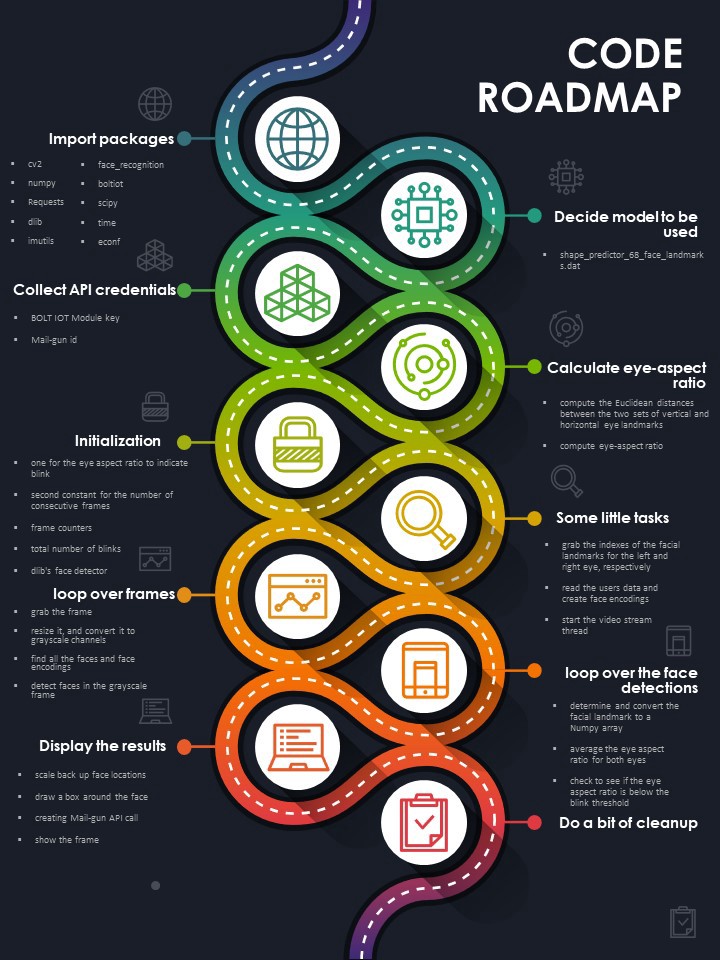 CODE
ROADMAP
Import packages
▪ cv2
▪ numpy
▪ Requests
▪ dlib
▪ imutils
▪ face_recognition
▪ boltiot
▪ scipy
▪ time
▪ econf
Decide model to be
used
▪ shape_predictor_68_face_landmark
s.dat
Collect API credentials
▪ BOLT IOT Module key
▪ Mail-gun id
Calculate eye-aspect
ratio
▪ compute the Euclidean distances
between the two sets of vertical and
horizontal eye landmarks
▪ compute eye-aspect ratio
Initialization
▪ one for the eye aspect ratio to indicate
blink
▪ second constant for the number of
consecutive frames
▪ frame counters
▪ total number of blinks
▪ dlib's face detector
Some little tasks
▪ grab the indexes of the facial
landmarks for the left and
right eye, respectively
▪ read the users data and
create face encodings
▪ start the video stream
thread
loop over frames
▪ grab the frame
▪ resize it, and convert it to
grayscale channels
▪ find all the faces and face
encodings
▪ detect faces in the grayscale
frame
loop over the face
detections
▪ determine and convert the
facial landmark to a
Numpy array
▪ average the eye aspect
ratio for both eyes
▪ check to see if the eye
aspect ratio is below the
blink threshold
Display the results
▪ scale back up face locations
▪ draw a box around the face
▪ creating Mail-gun API call
▪ show the frame
Do a bit of cleanup